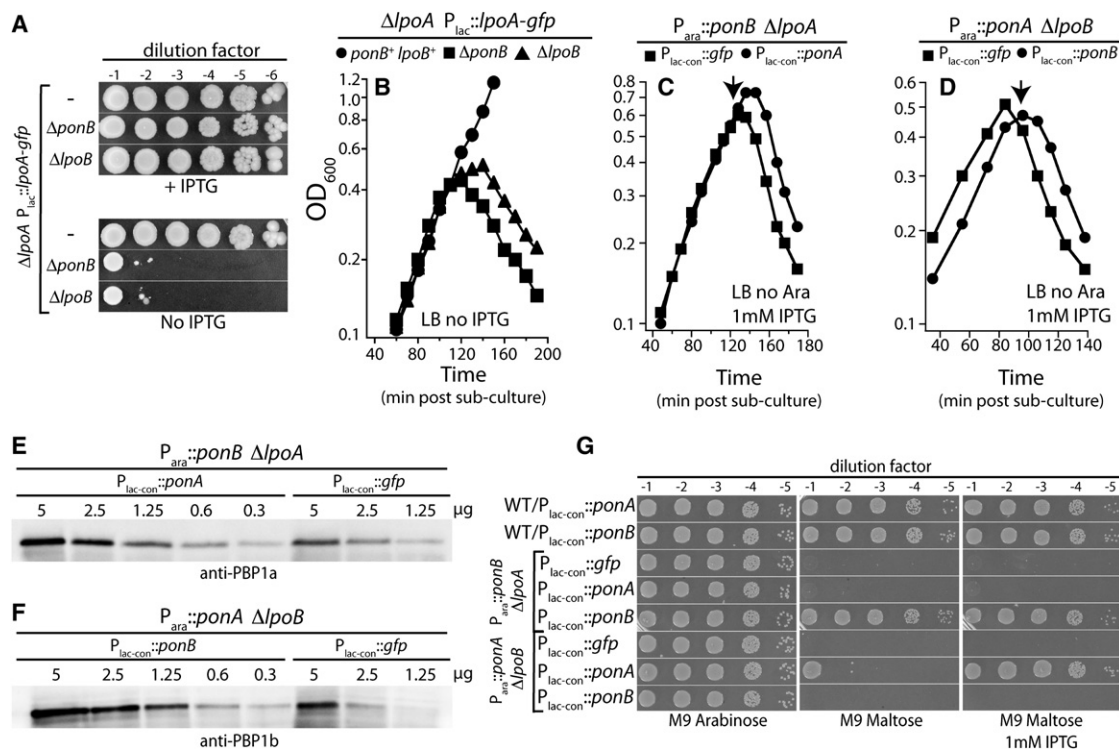 A
dilution factor
-1 -2 -3 -4 -5 -6
ΔlpoA Plac::lpoA-gfp
-
ΔponB
ΔlpoB
+ IPTG
-
ΔponB
ΔlpoB
No IPTG
ΔlpoA Plac::lpoA-gfp
● ponB+ lpoB+ ■ ΔponB ▲ ΔlpoB
B
OD600
1.2
1.0
0.8
0.6
0.4
0.2
0.1
LB no IPTG
40 80 120 160 200
Time
(min post sub-culture)
Para::ponB ΔlpoA
■ Plac-con::gfp ● Plac-con::ponA
C
0.8
0.7
0.6
0.5
0.4
0.3
0.2
0.1
LB no Ara
1mM IPTG
40 80 120 160
Time
(min post sub-culture)
Para::ponA ΔlpoB
■ Plac-con::gfp ● Plac-con::ponB
D
0.7
0.6
0.5
0.4
0.3
0.2
0.1
LB no Ara
1mM IPTG
180 40 60 80 100 120 140
Time
(min post sub-culture)
E
Para::ponB ΔlpoA
Plac-con::ponA Plac-con::gfp
5 2.5 1.25 0.6 0.3 5 2.5 1.25 μg
anti-PBP1a
F
Para::ponA ΔlpoB
Plac-con::ponB Plac-con::gfp
5 2.5 1.25 0.6 0.3 5 2.5 1.25 μg
anti-PBP1b
G
dilution factor
-1 -2 -3 -4 -5 -1 -2 -3 -4 -5 -1 -2 -3 -4 -5
WT/Plac-con::ponA
WT/Plac-con::ponB
Para::ponB
ΔlpoA
Plac-con::gfp
Plac-con::ponA
Plac-con::ponB
Para::ponA
ΔlpoB
Plac-con::gfp
Plac-con::ponA
Plac-con::ponB
M9 Arabinose
M9 Maltose
M9 Maltose
1mM IPTG